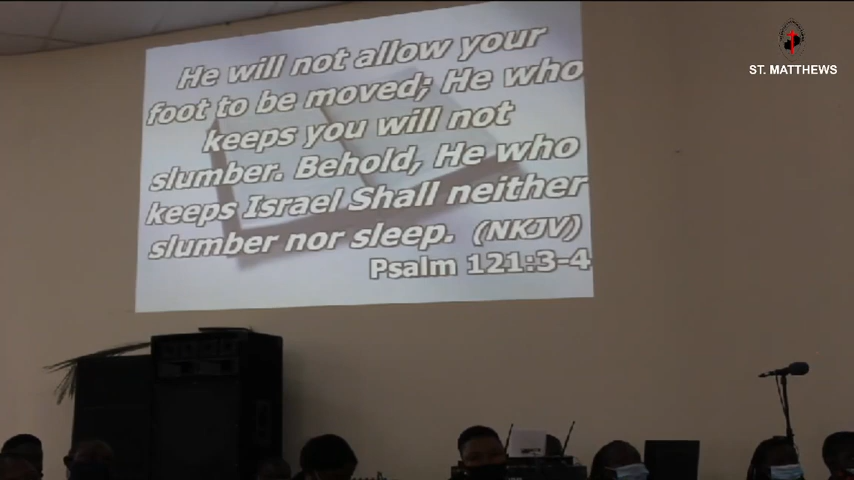 He will not allow your
foot to be moved; He who
keeps you will not
slumber. Behold, He who
keeps Israel Shall neither
slumber nor sleep. (NKJV)
Psalm 121:3-4
ST. MATTHEWS